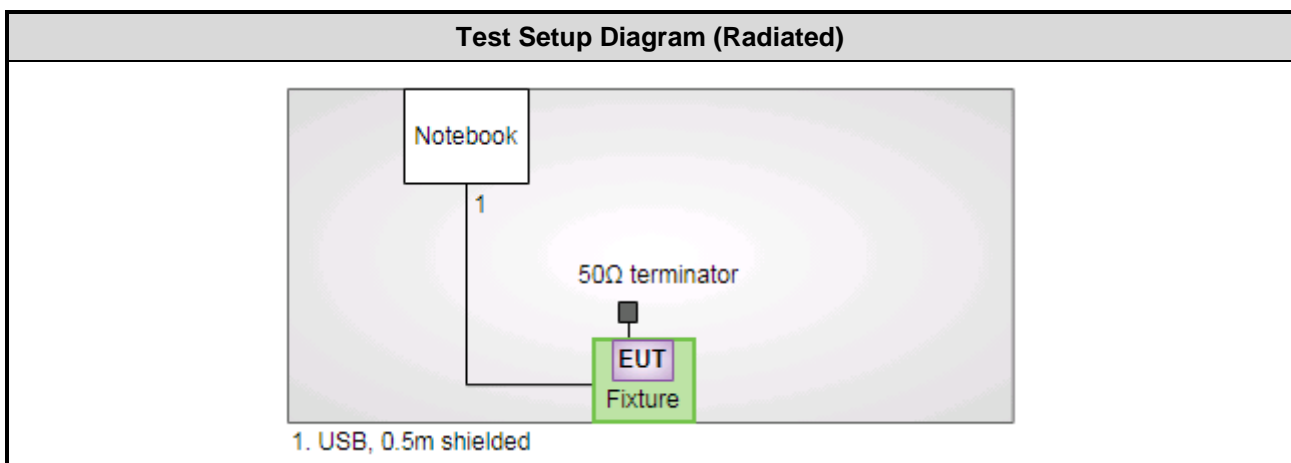 Test Setup Diagram (Radiated)
Notebook
1
50Ω terminator
EUT
Fixture
1. USB, 0.5m shielded